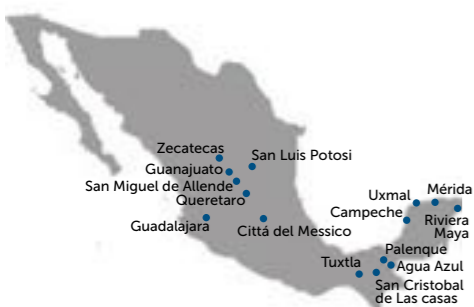 Zecatecas
San Luis Potosi
Guanajuato
San Miguel de Allende
Queretaro
Guadalajara
Cittá del Messico
Mérida
Uxmal
Campeche
Riviera
Maya
Palenque
Tuxtla
Agua Azul
San Cristobal
de Las casas